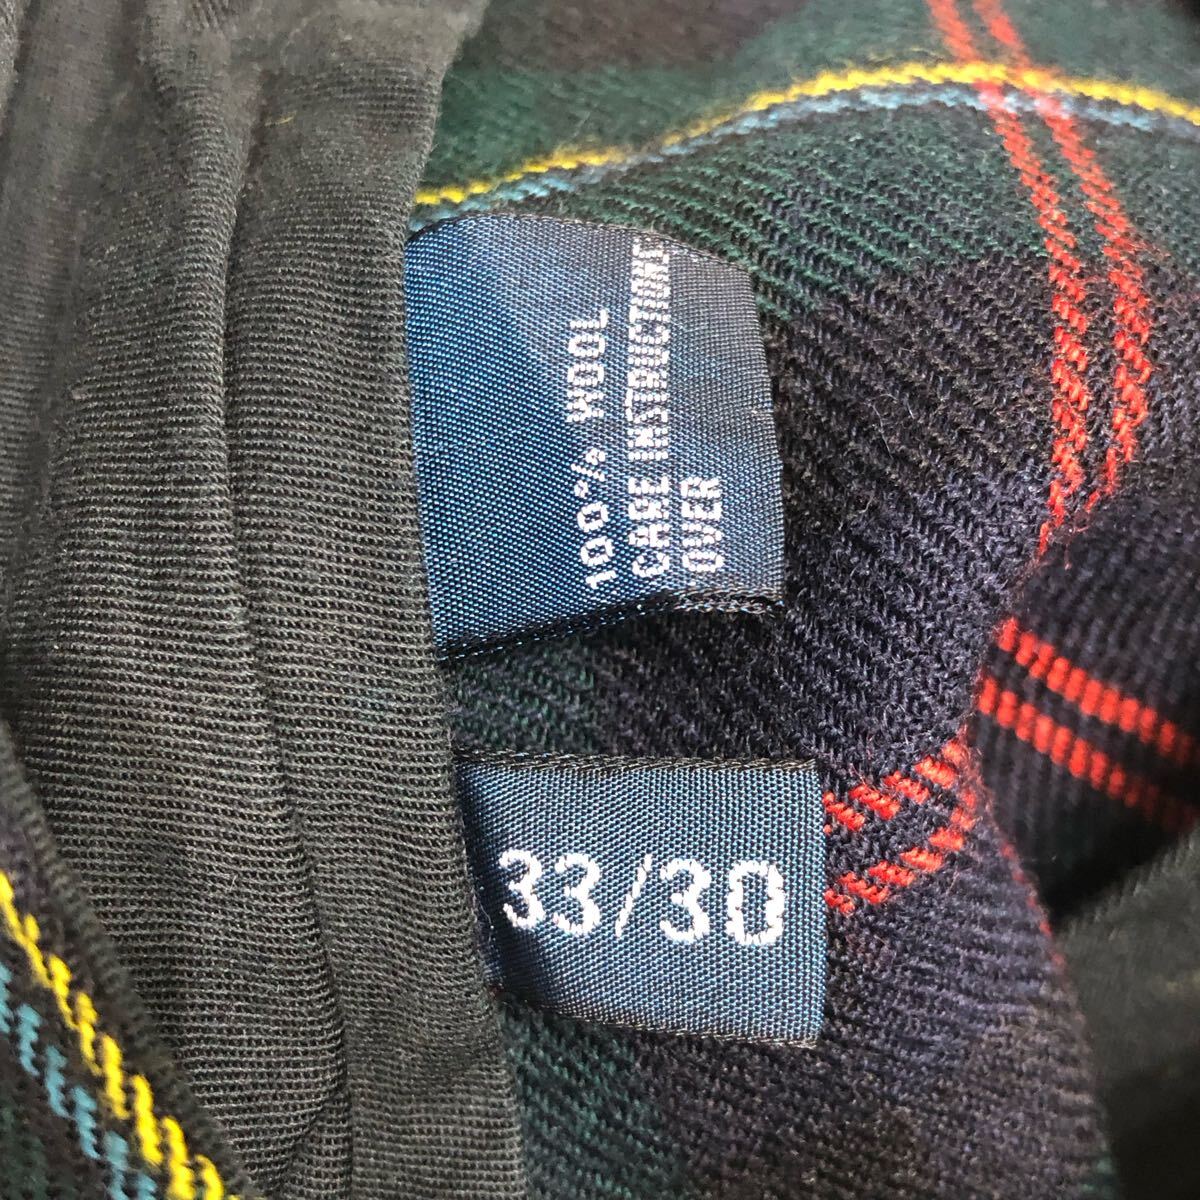 100% WOOL
CARE INSTRUCTIONS
OVER
33/30